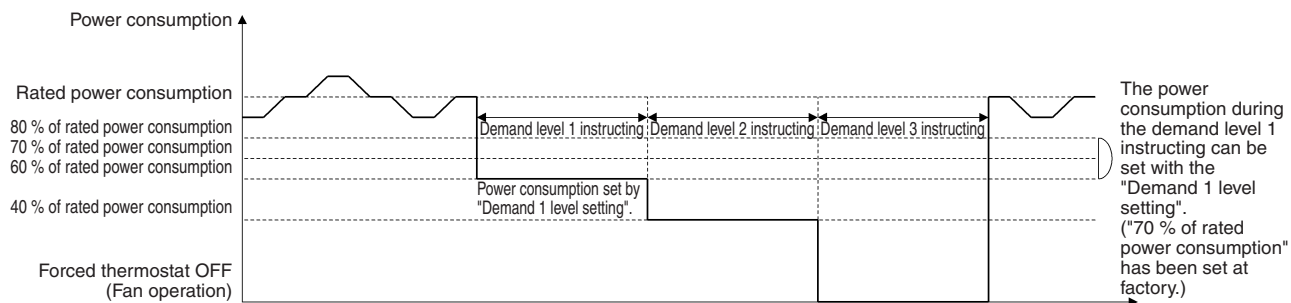 Power consumption
Rated power consumption
80 % of rated power consumption
70 % of rated power consumption
60 % of rated power consumption
40 % of rated power consumption
Forced thermostat OFF
(Fan operation)
Demand level 1 instructing
Demand level 2 instructing
Demand level 3 instructing
Power consumption set by
"Demand 1 level setting".
The power
consumption during
the demand level 1
instructing can be
set with the
"Demand 1 level
setting".
("70 % of rated
power consumption"
has been set at
factory.)